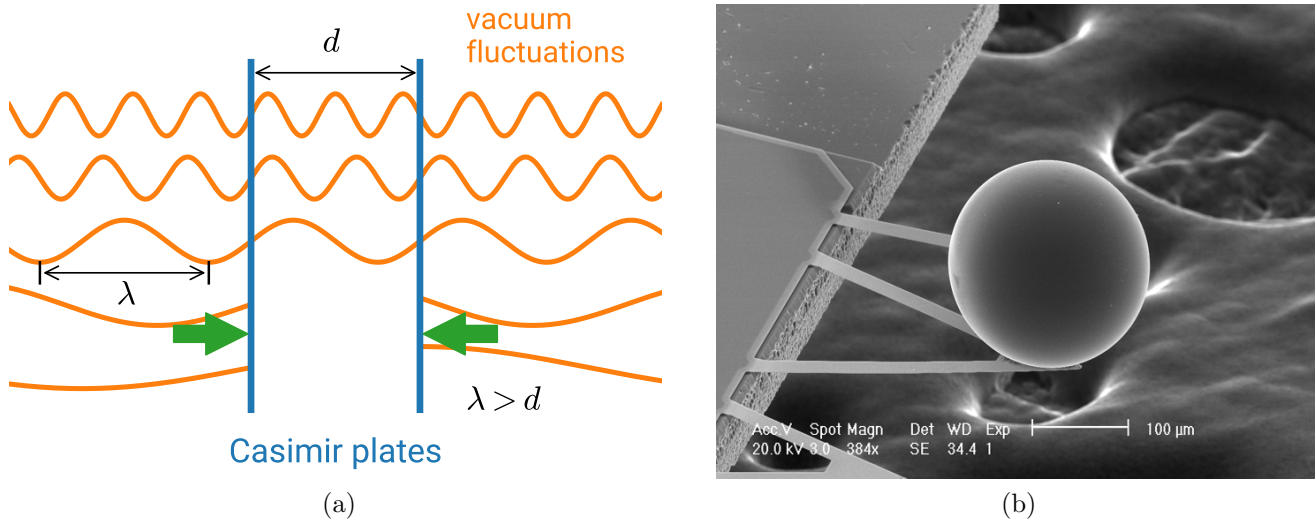 vacuum
fluctuations
d
λ
λ > d
Casimir plates
(a)
Acc.V Spot Magn Det WD Exp
20.0 kV 3.0 384x SE 34.4 1
100 µm
(b)